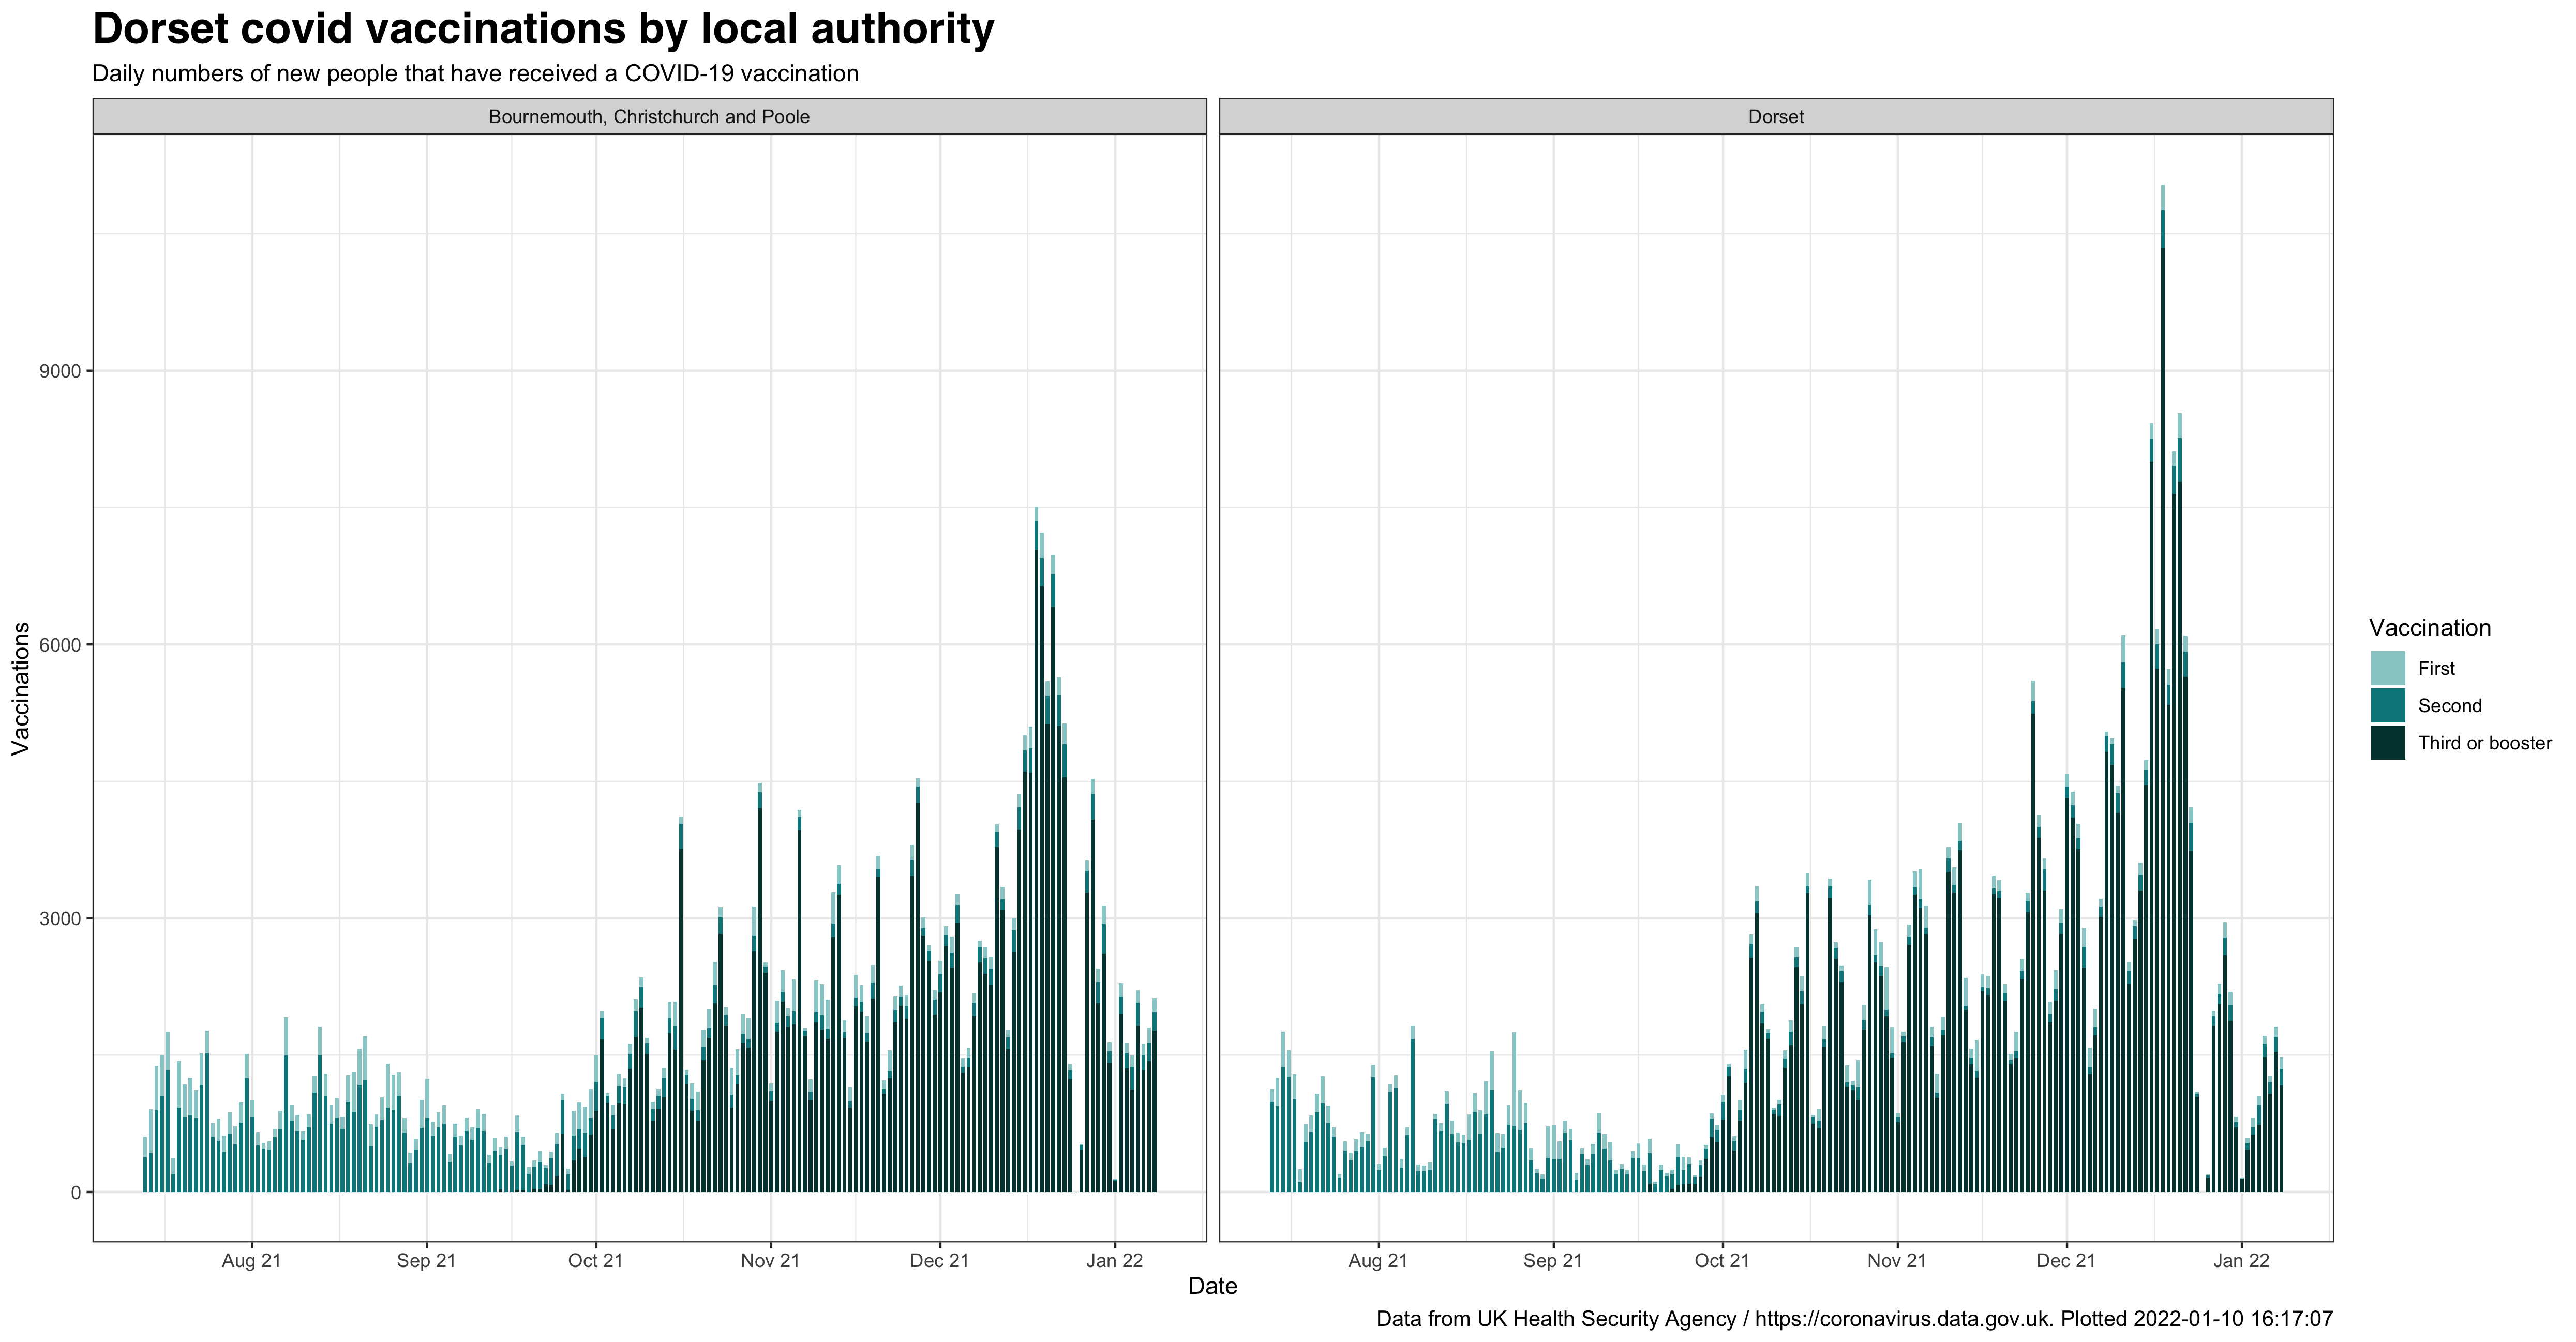 Dorset covid vaccinations by local authority
Daily numbers of new people that have received a COVID-19 vaccination
Bournemouth, Christchurch and Poole
Dorset
Vaccinations
9000
6000
3000
0
Aug 21
Sep 21
Oct 21
Nov 21
Dec 21
Jan 22
Aug 21
Sep 21
Oct 21
Nov 21
Dec 21
Jan 22
Date
Vaccination
First
Second
Third or booster
Data from UK Health Security Agency / https://coronavirus.data.gov.uk. Plotted 2022-01-10 16:17:07